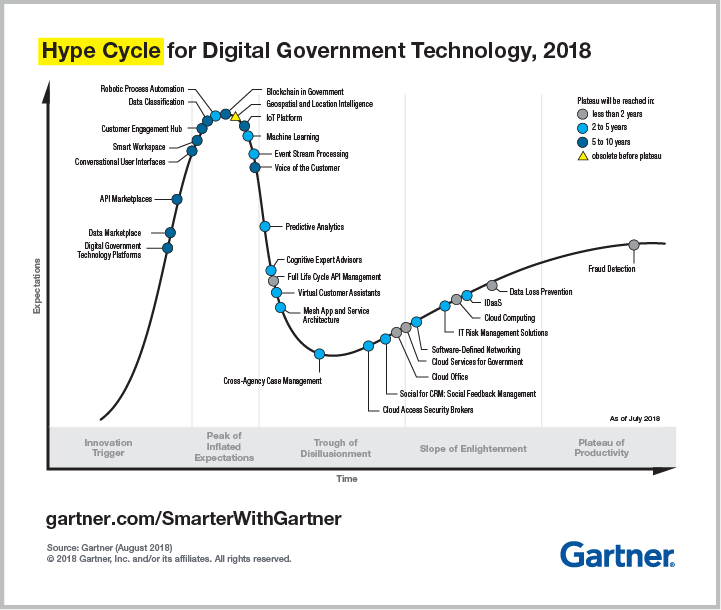 Hype Cycle for Digital Government Technology, 2018
Robotic Process Automation
Data Classification
Customer Engagement Hub
Smart Workspace
Conversational User Interfaces
API Marketplaces
Data Marketplace
Digital Government
Technology Platforms
Blockchain in Government
Geospatial and Location Intelligence
IoT Platform
Machine Learning
Event Stream Processing
Voice of the Customer
Predictive Analytics
Cognitive Expert Advisors
Full Life Cycle API Management
Virtual Customer Assistants
Mesh App and Service
Architecture
Cross-Agency Case Management
Plateau will be reached in:
less than 2 years
2 to 5 years
5 to 10 years
obsolete before plateau
Fraud Detection
Data Loss Prevention
IDaaS
Cloud Computing
IT Risk Management Solutions
Software-Defined Networking
Cloud Services for Government
Cloud Office
Social for CRM: Social Feedback Management
Cloud Access Security Brokers
As of July 2018
Expectations
Innovation
Trigger
Peak of
Inflated
Expectations
Trough of
Disillusionment
Slope of Enlightenment
Plateau of
Productivity
Time
gartner.com/SmarterWithGartner
Source: Gartner (August 2018)
© 2018 Gartner, Inc. and/or its affiliates. All rights reserved.
Gartner®